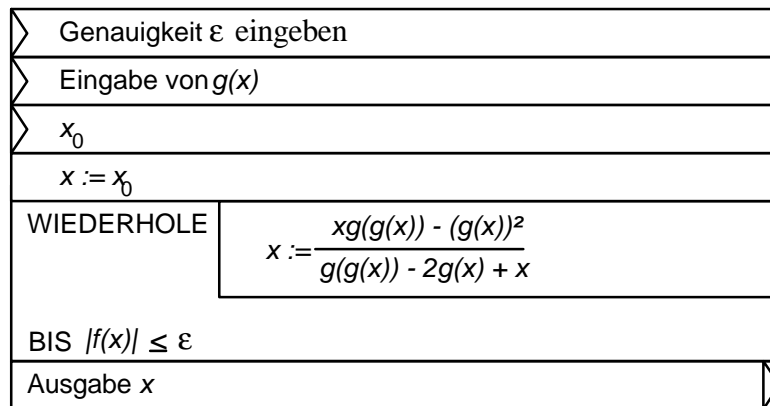 Genauigkeit ε eingeben
Eingabe von g(x)
x₀
x := x₀
WIEDERHOLE
x := xg(g(x)) - (g(x))² / g(g(x)) - 2g(x) + x
BIS |f(x)| ≤ ε
Ausgabe x